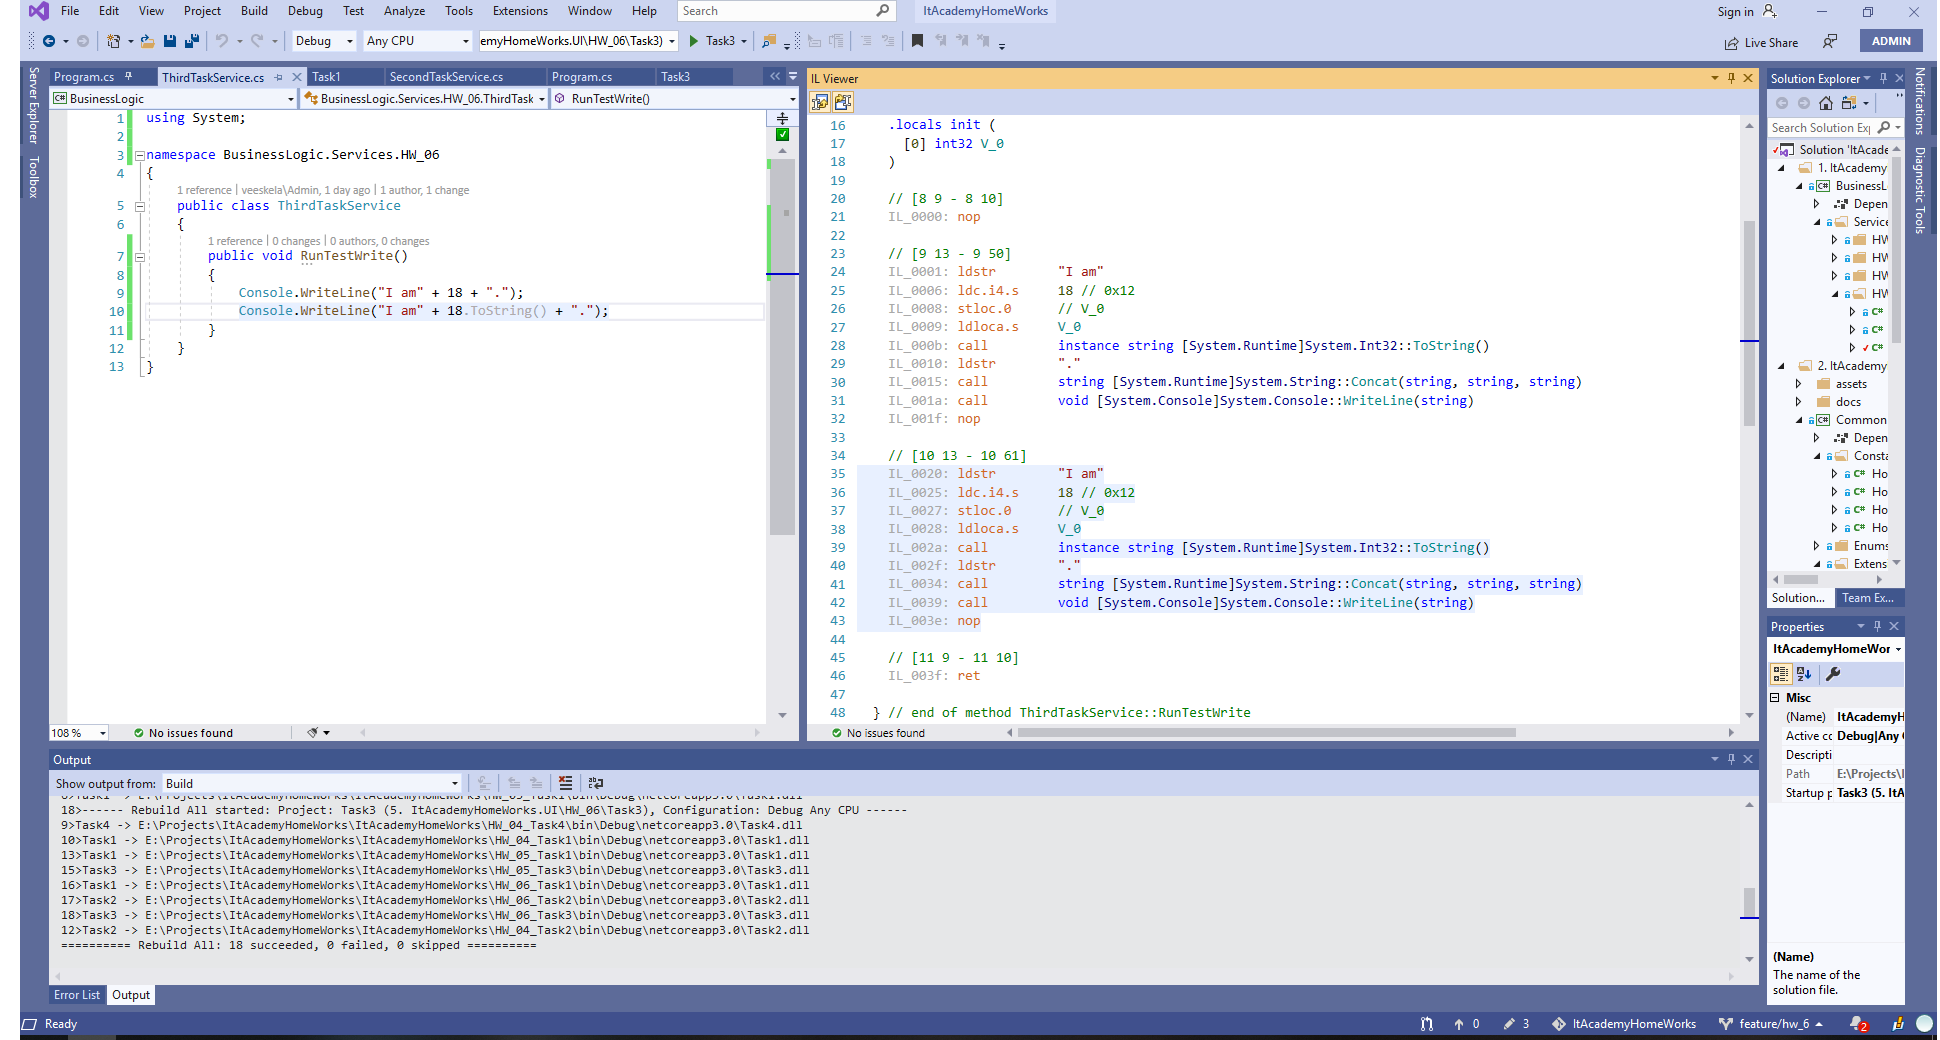 File Edit View Project Build Debug Test Analyze Tools Extensions Window Help Search ItAcademyHomeWorks Sign in
Debug Any CPU emyHomeWorks.UI\HW_06\Task3) Task3 Live Share ADMIN
Server Explorer
Toolbox
Program.cs ThirdTaskService.cs Task1 SecondTaskService.cs Program.cs Task3
BusinessLogic BusinessLogic.Services.HW_06.ThirdTask RunTestWrite()
1 using System;
2
3 namespace BusinessLogic.Services.HW_06
4 {
1 reference | veeskela\Admin, 1 day ago | 1 author, 1 change
5 public class ThirdTaskService
6 {
1 reference | 0 changes | 0 authors, 0 changes
7 public void RunTestWrite()
8 {
9 Console.WriteLine("I am" + 18 + ".");
10 Console.WriteLine("I am" + 18.ToString() + ".");
11 }
12 }
13 }
108 % No issues found
IL Viewer
16 .locals init (
17 [0] int32 V_0
18 )
19
20 // [8 9 - 8 10]
21 IL_0000: nop
22
23 // [9 13 - 9 50]
24 IL_0001: ldstr "I am"
25 IL_0006: ldc.i4.s 18 // 0x12
26 IL_0008: stloc.0 // V_0
27 IL_0009: ldloca.s V_0
28 IL_000b: call instance string [System.Runtime]System.Int32::ToString()
29 IL_0010: ldstr "."
30 IL_0015: call string [System.Runtime]System.String::Concat(string, string, string)
31 IL_001a: call void [System.Console]System.Console::WriteLine(string)
32 IL_001f: nop
33
34 // [10 13 - 10 61]
35 IL_0020: ldstr "I am"
36 IL_0025: ldc.i4.s 18 // 0x12
37 IL_0027: stloc.0 // V_0
38 IL_0028: ldloca.s V_0
39 IL_002a: call instance string [System.Runtime]System.Int32::ToString()
40 IL_002f: ldstr "."
41 IL_0034: call string [System.Runtime]System.String::Concat(string, string, string)
42 IL_0039: call void [System.Console]System.Console::WriteLine(string)
43 IL_003e: nop
44
45 // [11 9 - 11 10]
46 IL_003f: ret
47
48 } // end of method ThirdTaskService::RunTestWrite
No issues found
Solution Explorer
Search Solution Exp
Solution 'ItAcade
1. ItAcademy
C# BusinessL
Depen
Service
HW
HW
HW
HW
C#
C#
C#
2. ItAcademy
assets
docs
C# Common
Depen
Consta
C# Ho
C# Ho
C# Ho
C# Ho
Enums
Extens
Solution... Team Ex...
Notifications
Diagnostic Tools
Properties
ItAcademyHomeWor
Misc
(Name) ItAcademyH
Active cc Debug|Any
Descripti
Path E:\Projects\I
Startup p Task3 (5. ItA
(Name)
The name of the
solution file.
Output
Show output from: Build
8>Task1 -> E:\Projects\ItAcademyHomeWorks\ItAcademyHomeWorks\HW_03_Task1\bin\Debug\netcoreapp3.0\Task1.dll
18>------ Rebuild All started: Project: Task3 (5. ItAcademyHomeWorks.UI\HW_06\Task3), Configuration: Debug Any CPU ------
9>Task4 -> E:\Projects\ItAcademyHomeWorks\ItAcademyHomeWorks\HW_04_Task4\bin\Debug\netcoreapp3.0\Task4.dll
10>Task1 -> E:\Projects\ItAcademyHomeWorks\ItAcademyHomeWorks\HW_04_Task1\bin\Debug\netcoreapp3.0\Task1.dll
13>Task1 -> E:\Projects\ItAcademyHomeWorks\ItAcademyHomeWorks\HW_05_Task1\bin\Debug\netcoreapp3.0\Task1.dll
15>Task3 -> E:\Projects\ItAcademyHomeWorks\ItAcademyHomeWorks\HW_05_Task3\bin\Debug\netcoreapp3.0\Task3.dll
16>Task1 -> E:\Projects\ItAcademyHomeWorks\ItAcademyHomeWorks\HW_06_Task1\bin\Debug\netcoreapp3.0\Task1.dll
17>Task2 -> E:\Projects\ItAcademyHomeWorks\ItAcademyHomeWorks\HW_06_Task2\bin\Debug\netcoreapp3.0\Task2.dll
18>Task3 -> E:\Projects\ItAcademyHomeWorks\ItAcademyHomeWorks\HW_06_Task3\bin\Debug\netcoreapp3.0\Task3.dll
12>Task2 -> E:\Projects\ItAcademyHomeWorks\ItAcademyHomeWorks\HW_04_Task2\bin\Debug\netcoreapp3.0\Task2.dll
========== Rebuild All: 18 succeeded, 0 failed, 0 skipped ==========
Error List Output
Ready 0 3 ItAcademyHomeWorks feature/hw_6 2